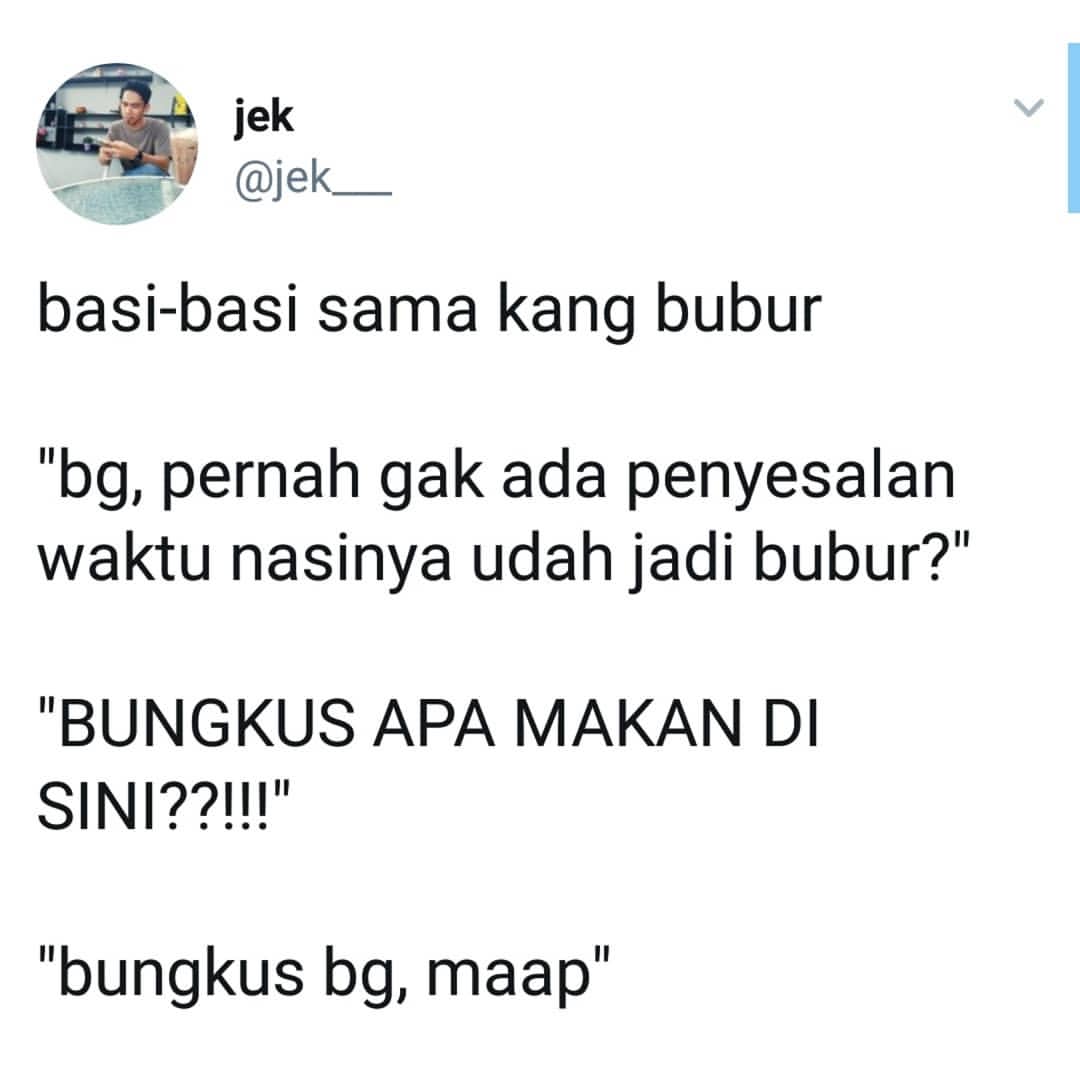 jek
@jek___
basi-basi sama kang bubur
"bg, pernah gak ada penyesalan
waktu nasinya udah jadi bubur?"
"BUNGKUS APA MAKAN DI
SINI??!!!"
"bungkus bg, maap"